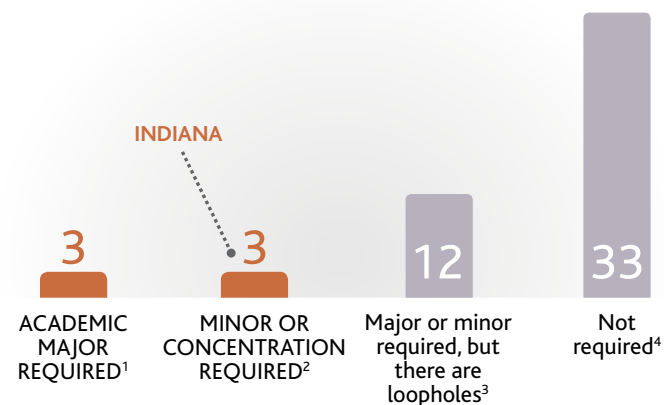 INDIANA
3
3
12
33
ACADEMIC
MAJOR
REQUIRED¹
MINOR OR
CONCENTRATION
REQUIRED²
Major or minor
required, but
there are
loopholes³
Not
required⁴